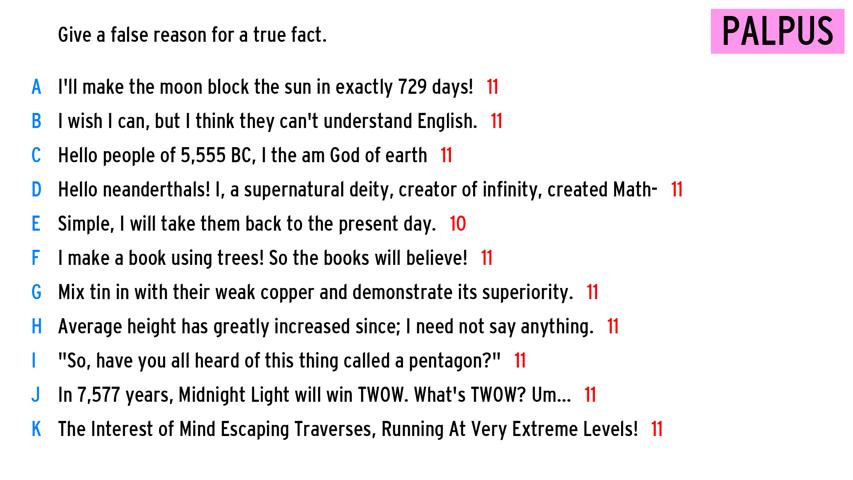 Give a false reason for a true fact.
PALPUS
A I'll make the moon block the sun in exactly 729 days! 11
B I wish I can, but I think they can't understand English. 11
C Hello people of 5,555 BC, I the am God of earth 11
D Hello neanderthals! I, a supernatural deity, creator of infinity, created Math- 11
E Simple, I will take them back to the present day. 10
F I make a book using trees! So the books will believe! 11
G Mix tin in with their weak copper and demonstrate its superiority. 11
H Average height has greatly increased since; I need not say anything. 11
I "So, have you all heard of this thing called a pentagon?" 11
J In 7,577 years, Midnight Light will win TWOW. What's TWOW? Um... 11
K The Interest of Mind Escaping Traverses, Running At Very Extreme Levels! 11